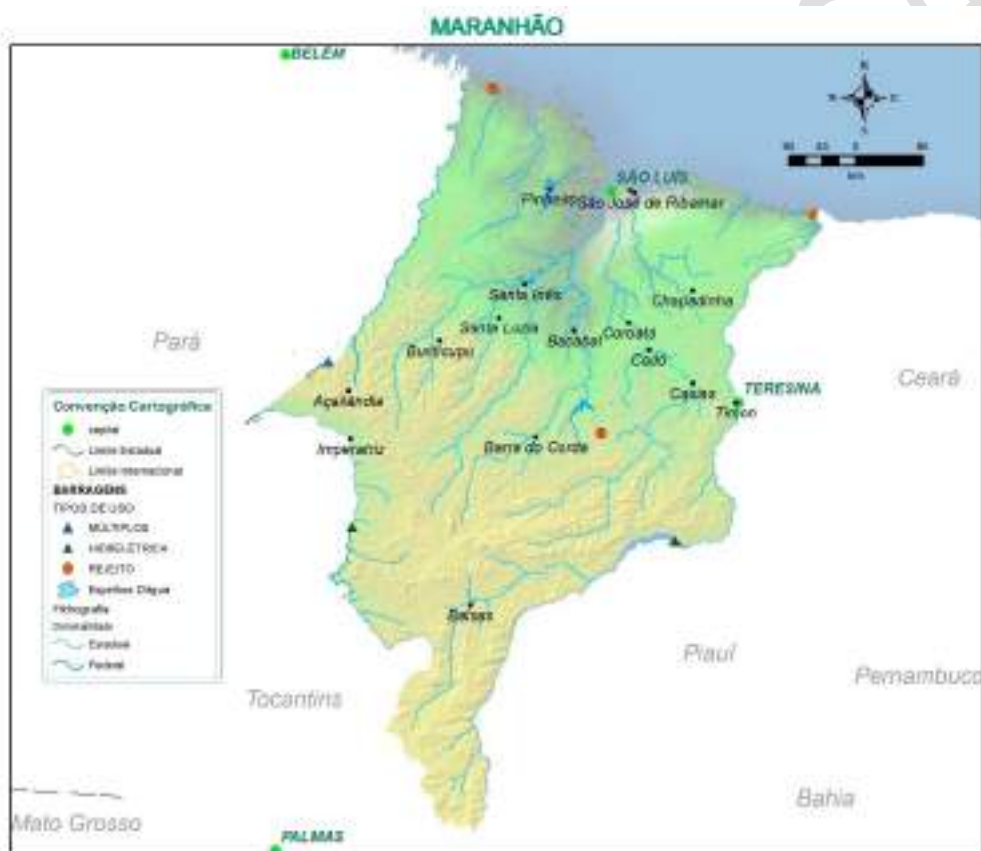 MARANHÃO
BELÉM
N
S
km
SÃO LUÍS
Pinheiro
São José de Ribamar
Santa Inês
Chapadinha
Santa Luzia
Bacabal
Coroatá
Buriticupu
Codó
Pará
Ceará
Açailândia
Caxias
TERESINA
Timon
Imperatriz
Barra do Corda
Convenção Cartográfica
capital
Limite Estadual
Limite Internacional
BARRAGENS
TIPOS DE USO
MÚLTIPLOS
HIDRELÉTRICA
REJEITO
Espelhos D'água
Hidrografia
Dominialidade
Estadual
Federal
Balsas
Piauí
Pernambuco
Tocantins
Bahia
Mato Grosso
PALMAS